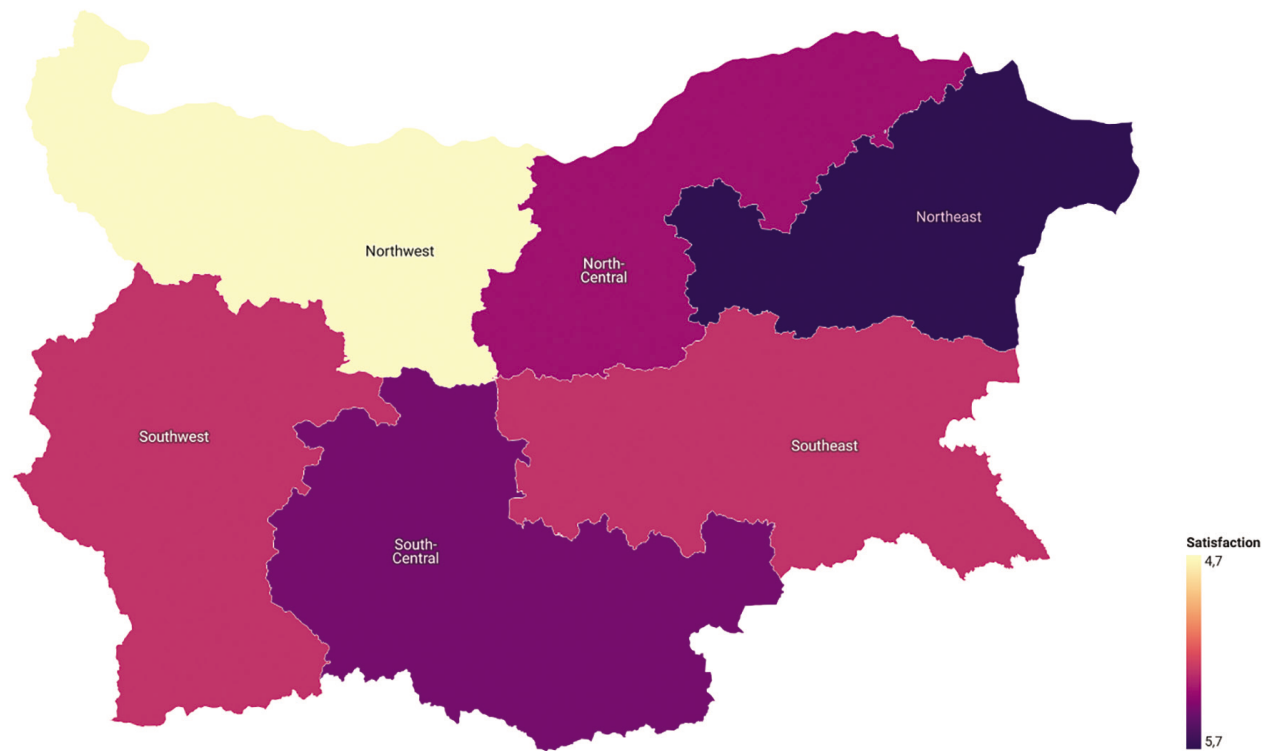 Northeast
Northwest
North-
Central
Southwest
Southeast
South-
Central
Satisfaction
4,7
5,7